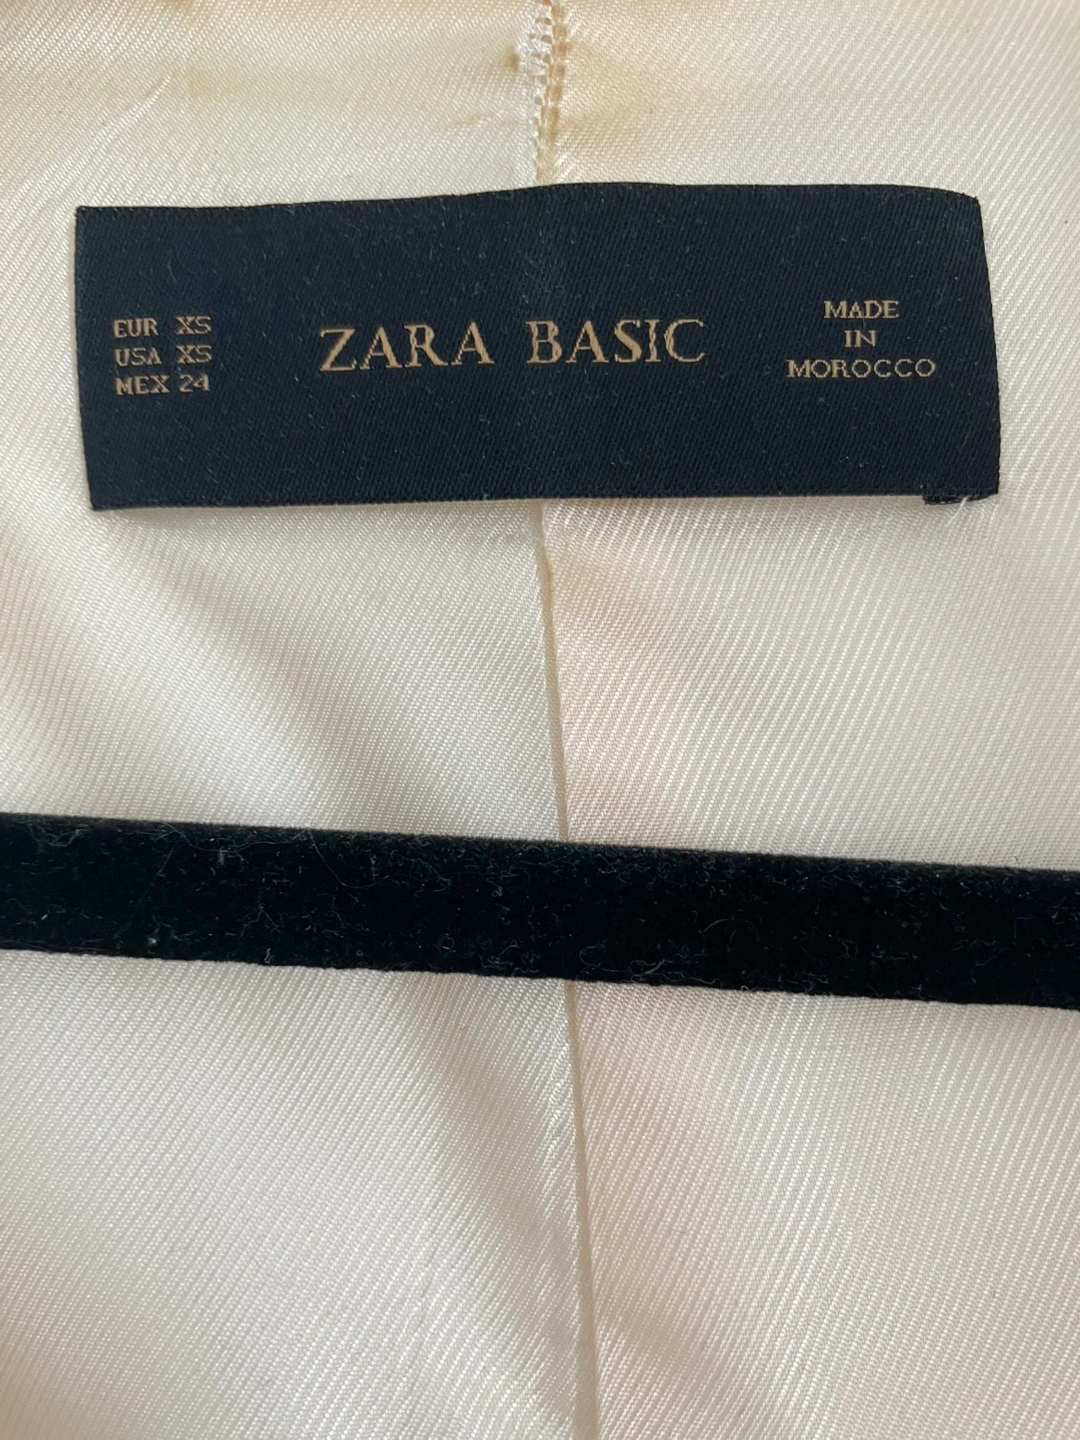 EUR XS
USA XS
MEX 24
ZARA BASIC
MADE
IN
MOROCCO